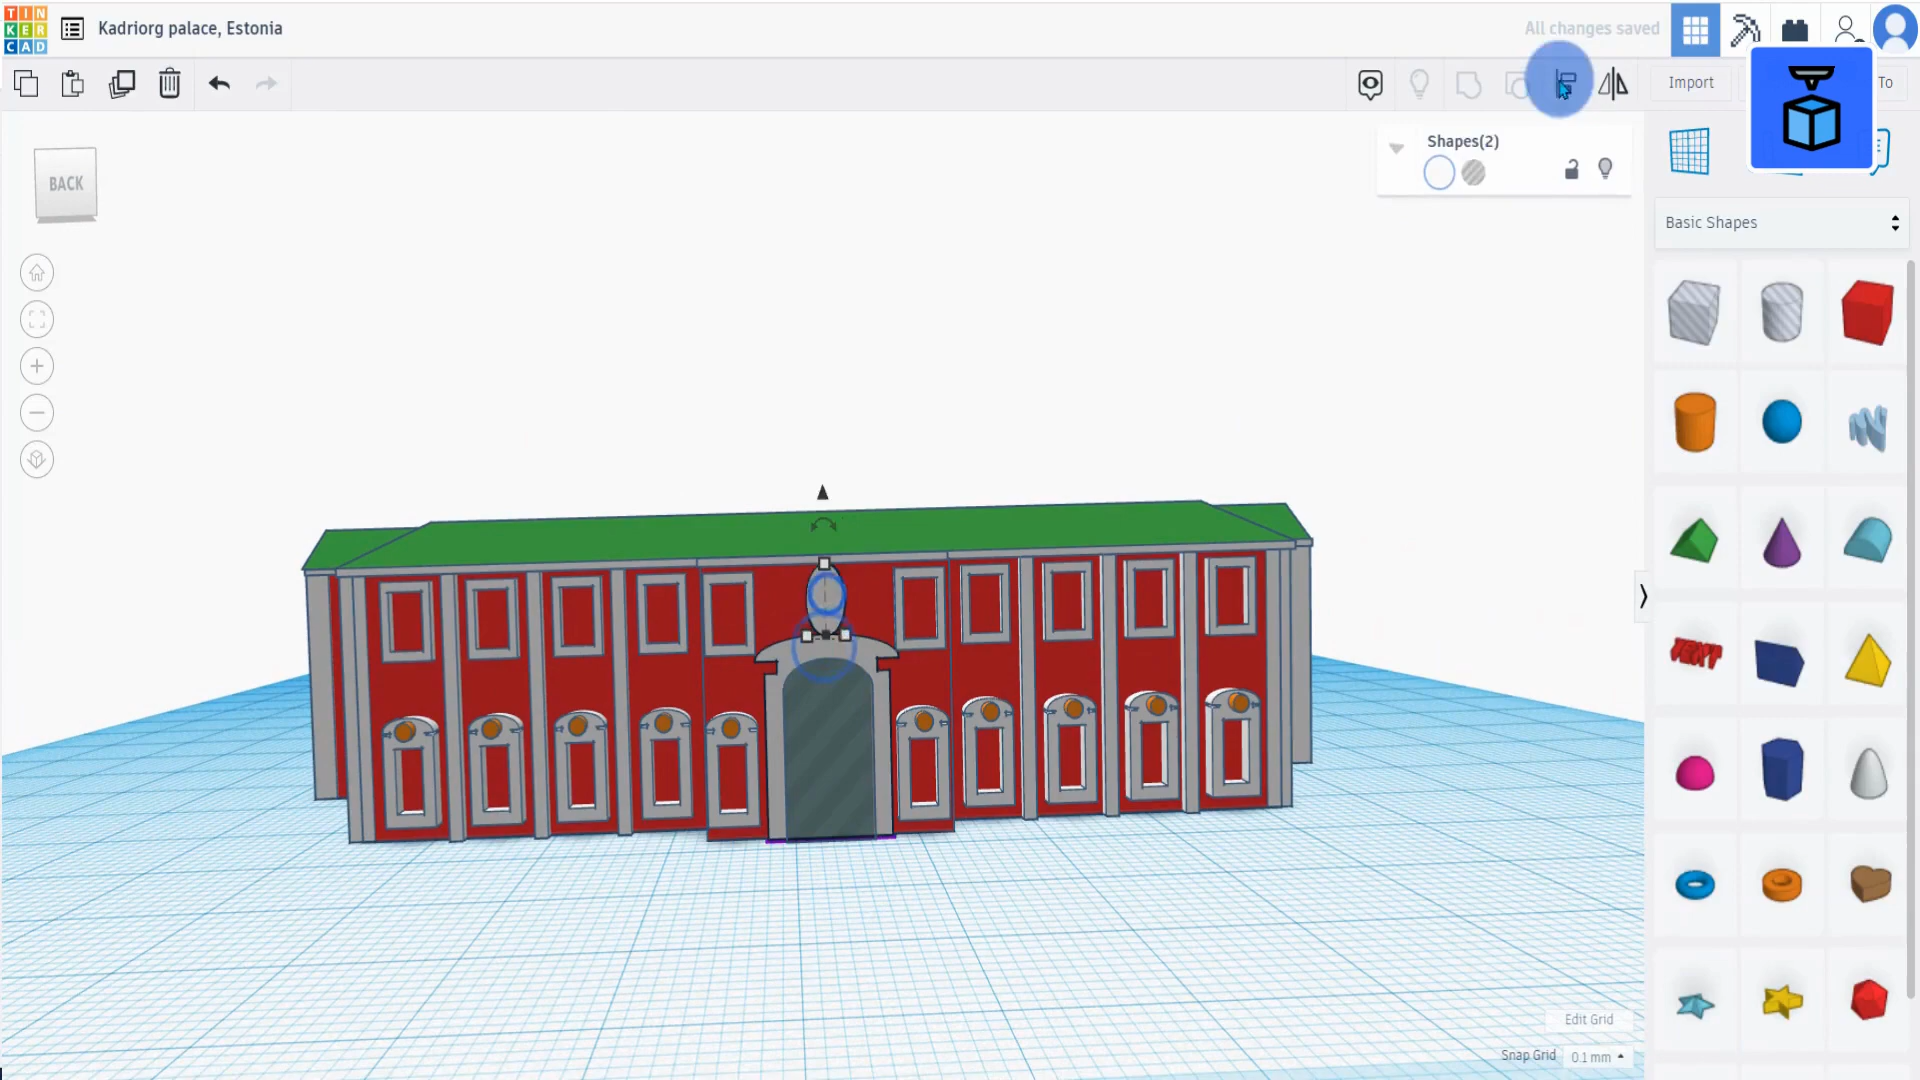 TIN
KER
CAD
Kadriorg palace, Estonia
All changes saved
Import
To
Shapes(2)
BACK
Basic Shapes
TEXT
Edit Grid
Snap Grid 0.1 mm